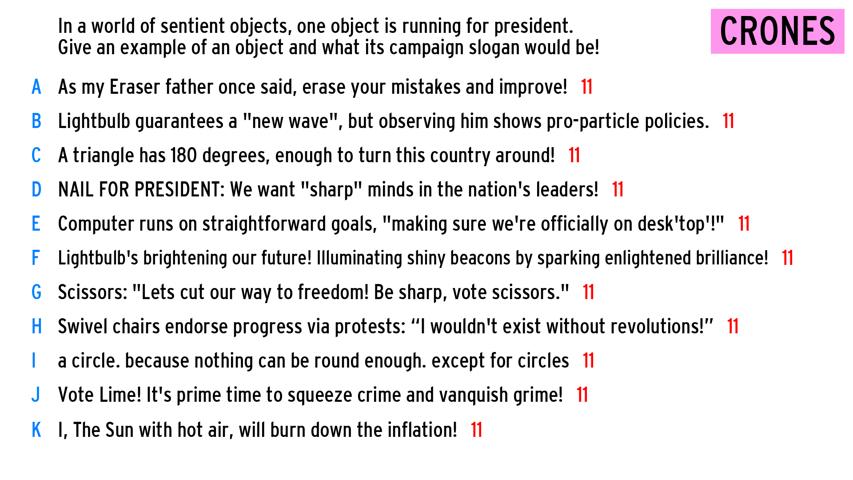 In a world of sentient objects, one object is running for president.
Give an example of an object and what its campaign slogan would be!
CRONES
A As my Eraser father once said, erase your mistakes and improve! 11
B Lightbulb guarantees a "new wave", but observing him shows pro-particle policies. 11
C A triangle has 180 degrees, enough to turn this country around! 11
D NAIL FOR PRESIDENT: We want "sharp" minds in the nation's leaders! 11
E Computer runs on straightforward goals, "making sure we're officially on desk'top'!" 11
F Lightbulb's brightening our future! Illuminating shiny beacons by sparking enlightened brilliance! 11
G Scissors: "Lets cut our way to freedom! Be sharp, vote scissors." 11
H Swivel chairs endorse progress via protests: “I wouldn't exist without revolutions!” 11
I a circle. because nothing can be round enough. except for circles 11
J Vote Lime! It's prime time to squeeze crime and vanquish grime! 11
K I, The Sun with hot air, will burn down the inflation! 11